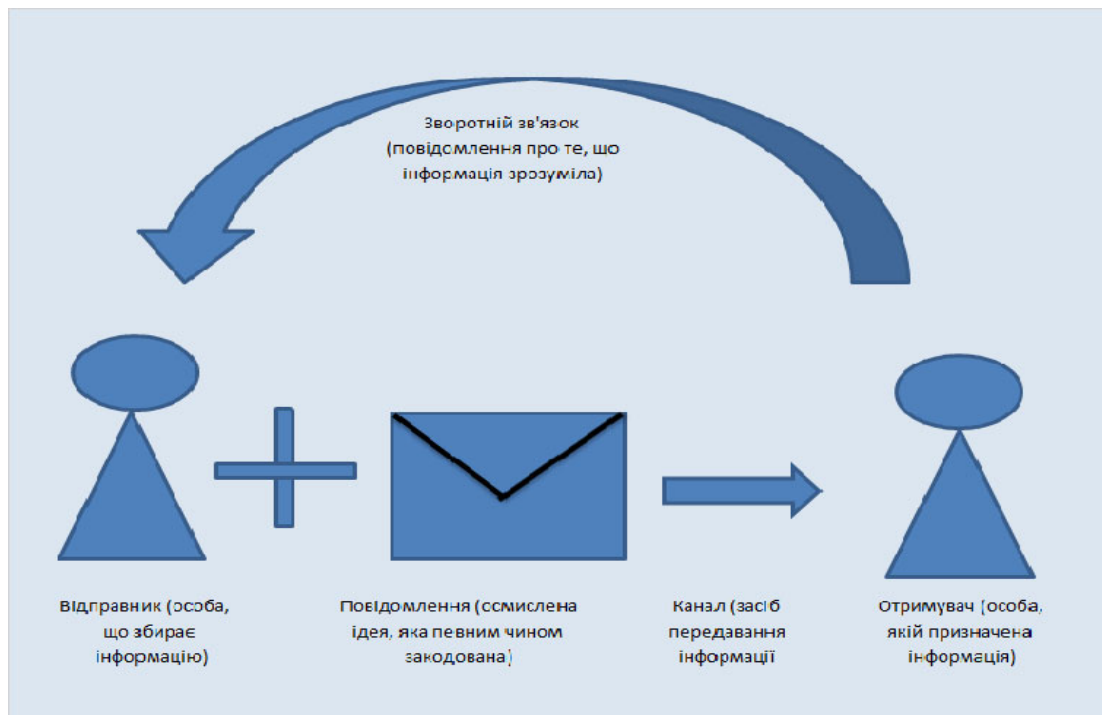 Зворотній зв'язок
(повідомлення про те, що
інформація зрозуміла)
Відправник (особа,
що збирає
інформацію)
Повідомлення (осмислена
ідея, яка певним чином
закодована)
Канал (засіб
передавання
інформації
Отримувач (особа,
якій призначена
інформація)